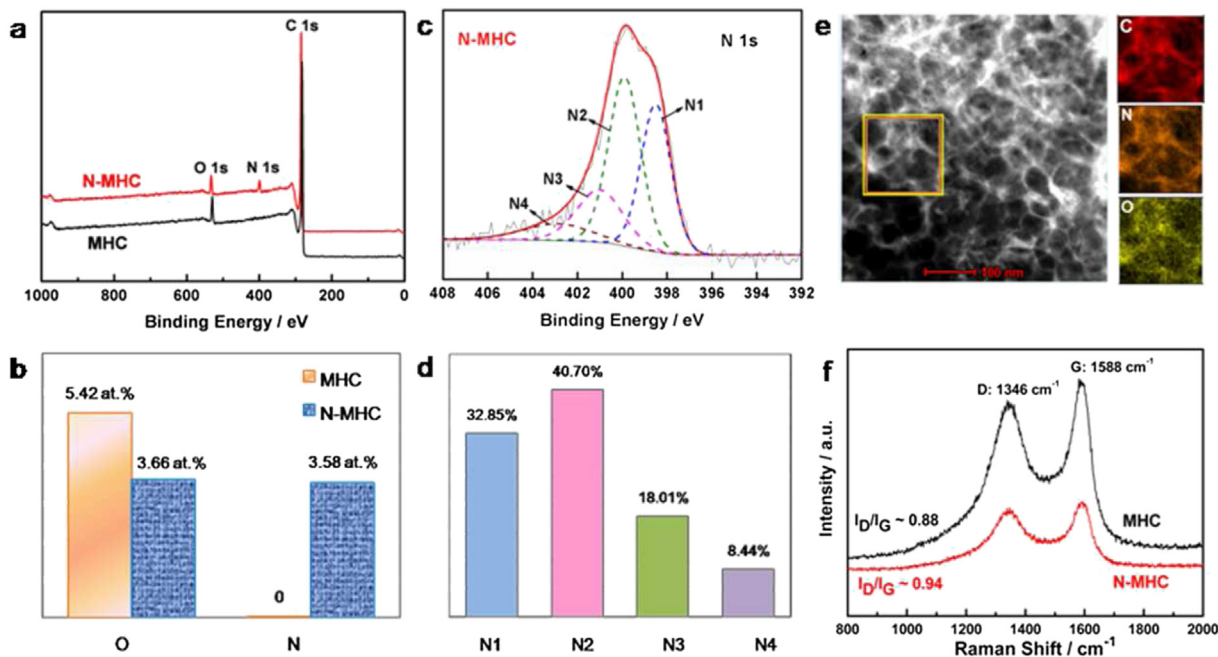 a
C 1s
O 1s
N 1s
N-MHC
MHC
1000 800 600 400 200 0
Binding Energy / eV
b
MHC
N-MHC
5.42 at.%
3.66 at.%
3.58 at.%
0
O N
c
N-MHC
N 1s
N2
N1
N3
N4
408 406 404 402 400 398 396 394 392
Binding Energy / eV
d
32.85%
40.70%
18.01%
8.44%
N1 N2 N3 N4
e
100 nm
C
N
O
f
G: 1588 cm-1
D: 1346 cm-1
Intensity / a.u.
ID/IG ~ 0.88
MHC
ID/IG ~ 0.94
N-MHC
800 1000 1200 1400 1600 1800 2000
Raman Shift / cm-1